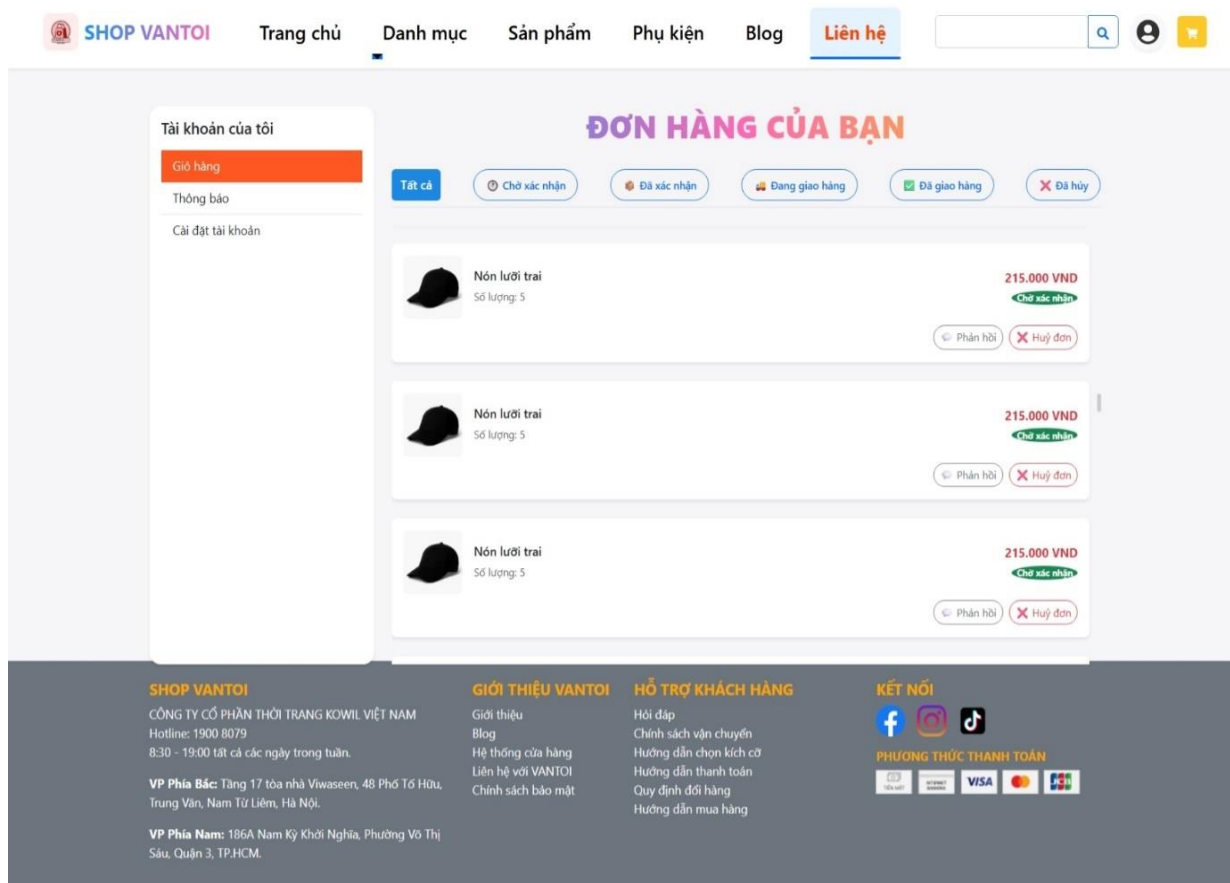 SHOP VANTOI
Trang chủ
Danh mục
Sản phẩm
Phụ kiện
Blog
Liên hệ
Tài khoản của tôi
Giỏ hàng
Thông báo
Cài đặt tài khoản
ĐƠN HÀNG CỦA BẠN
Tất cả
Chờ xác nhận
Đã xác nhận
Đang giao hàng
Đã giao hàng
Đã hủy
Nón lưỡi trai
Số lượng: 5
215.000 VND
Chờ xác nhận
Phản hồi
Huỷ đơn
Nón lưỡi trai
Số lượng: 5
215.000 VND
Chờ xác nhận
Phản hồi
Huỷ đơn
Nón lưỡi trai
Số lượng: 5
215.000 VND
Chờ xác nhận
Phản hồi
Huỷ đơn
SHOP VANTOI
CÔNG TY CỔ PHẦN THỜI TRANG KOWIL VIỆT NAM
Hotline: 1900 8079
8:30 - 19:00 tất cả các ngày trong tuần.
VP Phía Bắc: Tầng 17 tòa nhà Viwaseen, 48 Phố Tố Hữu,
Trung Văn, Nam Từ Liêm, Hà Nội.
VP Phía Nam: 186A Nam Kỳ Khởi Nghĩa, Phường Võ Thị
Sáu, Quận 3, TP.HCM.
GIỚI THIỆU VANTOI
Giới thiệu
Blog
Hệ thống cửa hàng
Liên hệ với VANTOI
Chính sách bảo mật
HỖ TRỢ KHÁCH HÀNG
Hỏi đáp
Chính sách vận chuyển
Hướng dẫn chọn kích cỡ
Hướng dẫn thanh toán
Quy định đổi hàng
Hướng dẫn mua hàng
KẾT NỐI
PHƯƠNG THỨC THANH TOÁN
TIỀN MẶT
INTERNET
BANKING
VISA
JCB